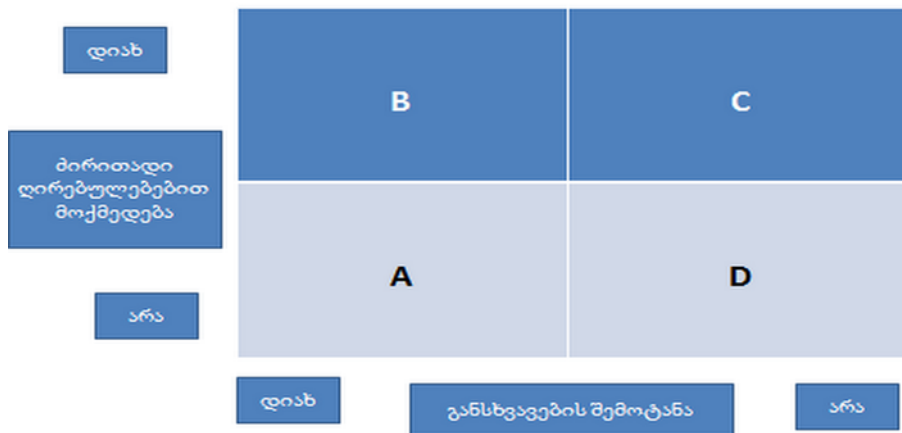 დიახ
B
C
ძირითადი
ღირებულებებით
მოქმედება
A
D
არა
დიახ
განსხვავების შემოტანა
არა